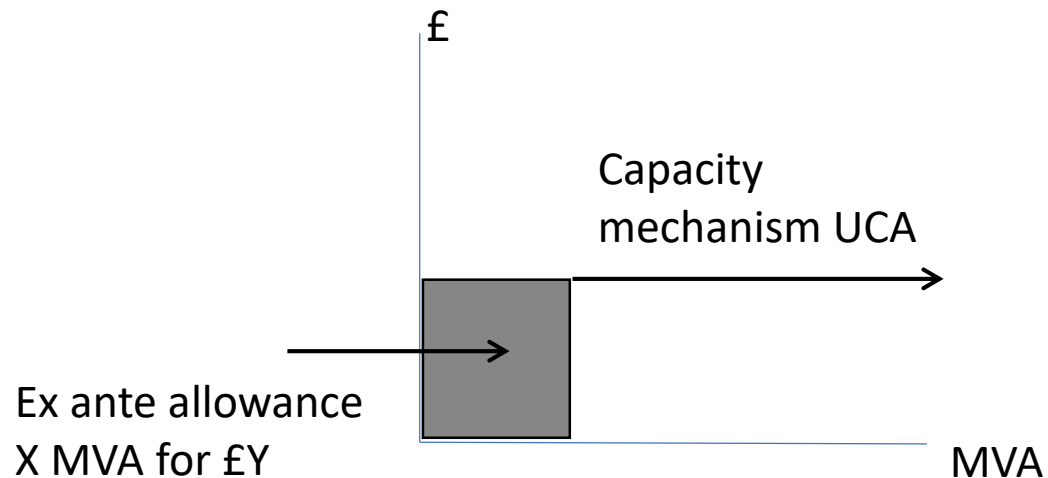 £
Capacity
mechanism UCA
Ex ante allowance
X MVA for £Y
MVA